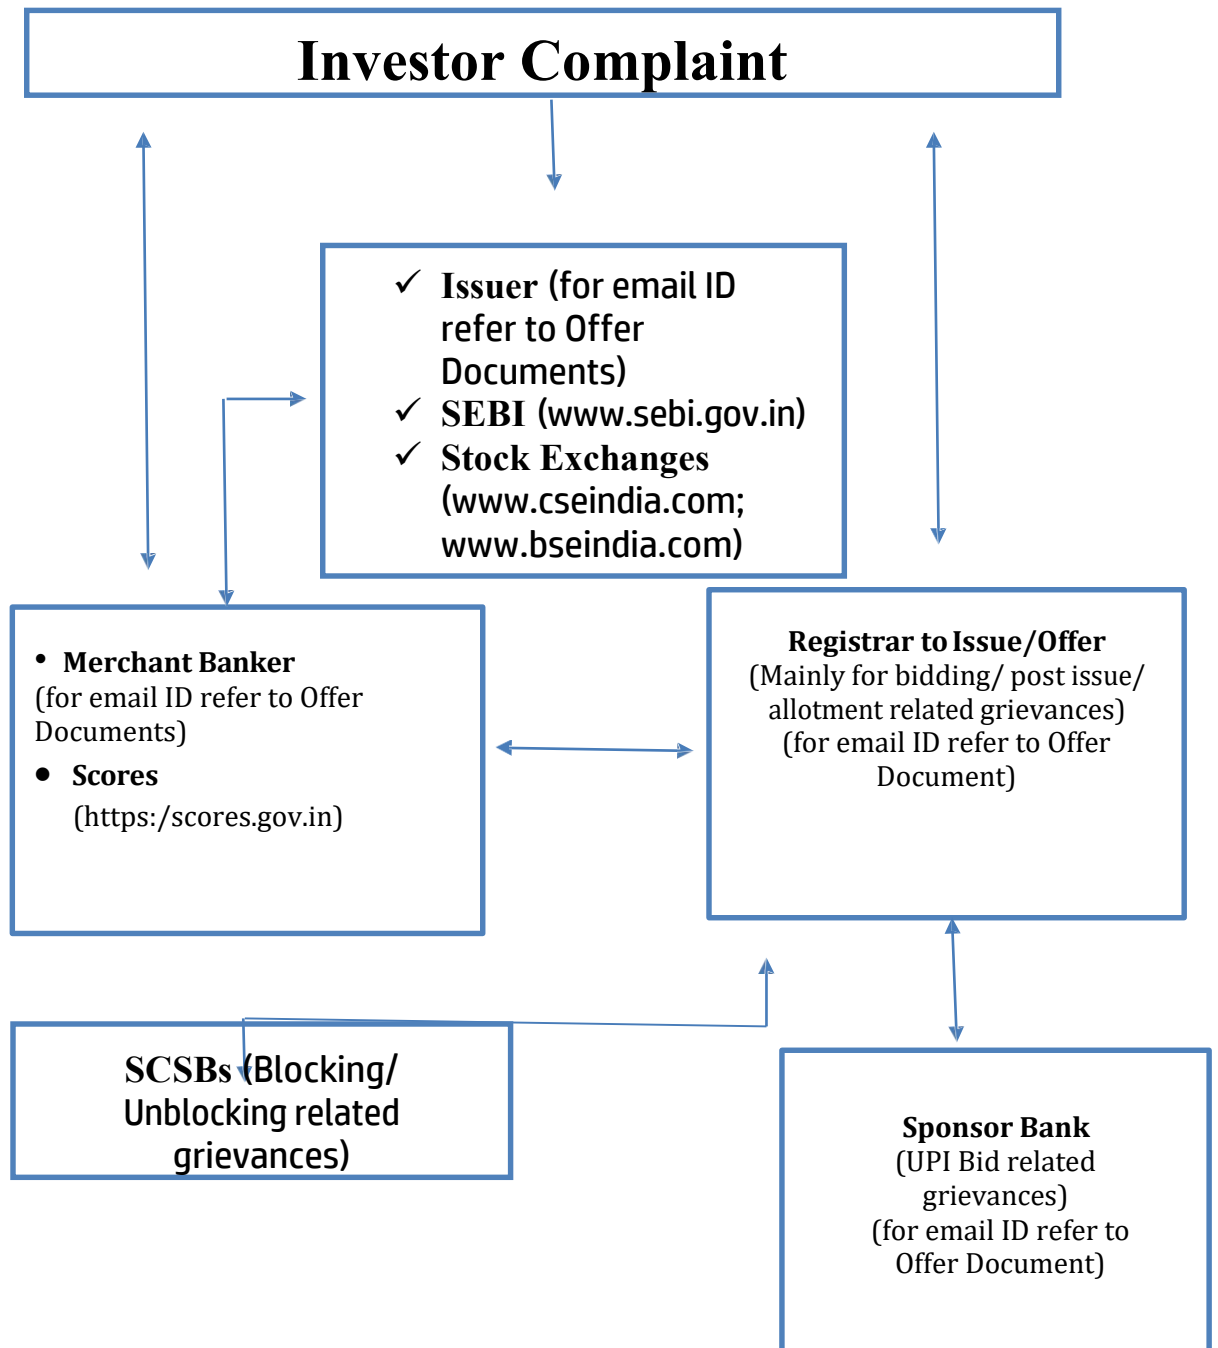 Investor Complaint
✓ Issuer (for email ID
refer to Offer
Documents)
✓ SEBI (www.sebi.gov.in)
✓ Stock Exchanges
(www.cseindia.com;
www.bseindia.com)
• Merchant Banker
(for email ID refer to Offer
Documents)
• Scores
(https:/scores.gov.in)
Registrar to Issue/Offer
(Mainly for bidding/ post issue/
allotment related grievances)
(for email ID refer to Offer
Document)
SCSBs (Blocking/
Unblocking related
grievances)
Sponsor Bank
(UPI Bid related
grievances)
(for email ID refer to
Offer Document)